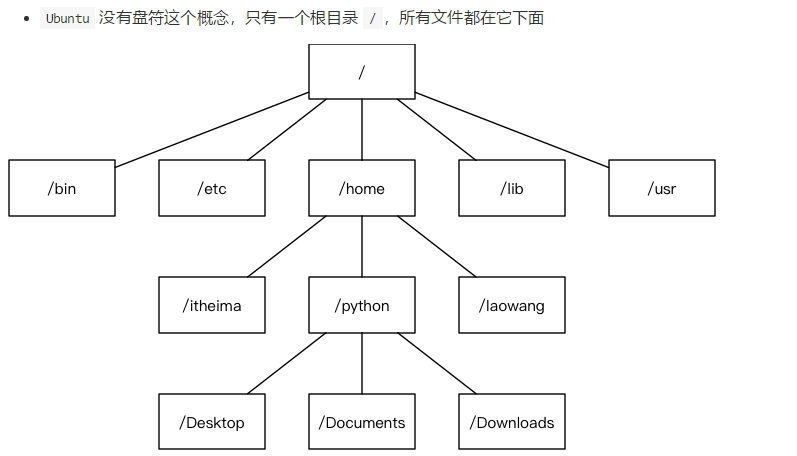 Ubuntu 没有盘符这个概念，只有一个根目录 /，所有文件都在它下面
/
/bin /etc /home /lib /usr
/itheima /python /laowang
/Desktop /Documents /Downloads